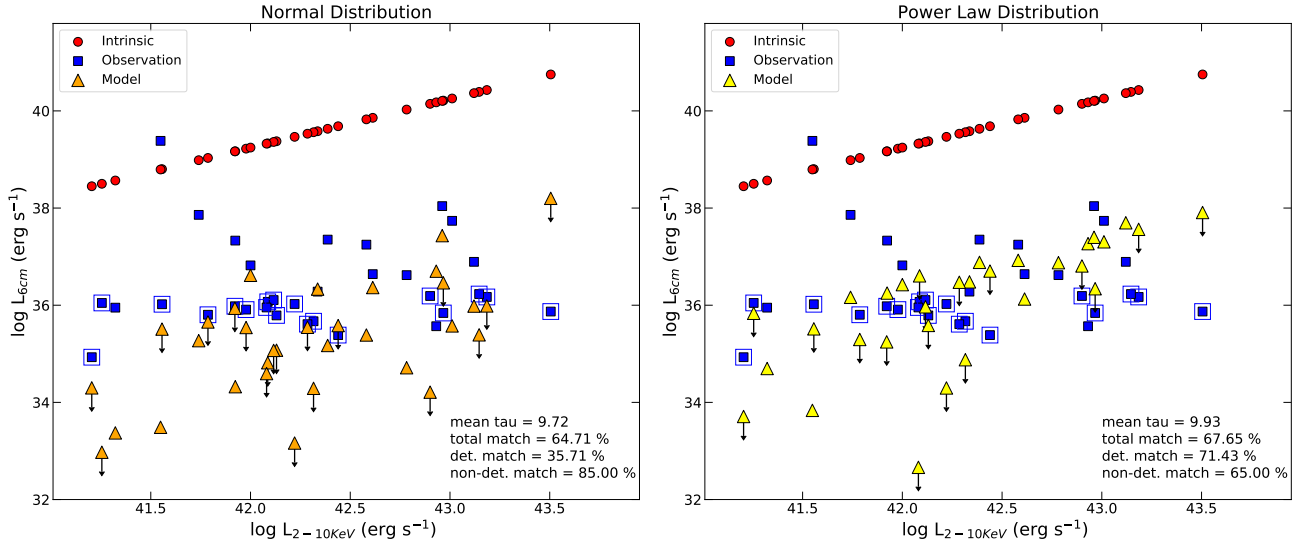 Normal Distribution
Intrinsic
Observation
Model
log L6cm (erg s−1)
40
38
36
34
32
mean tau = 9.72
total match = 64.71 %
det. match = 35.71 %
non-det. match = 85.00 %
41.5
42.0
42.5
43.0
43.5
log L2−10KeV (erg s−1)
Power Law Distribution
Intrinsic
Observation
Model
log L6cm (erg s−1)
40
38
36
34
32
mean tau = 9.93
total match = 67.65 %
det. match = 71.43 %
non-det. match = 65.00 %
41.5
42.0
42.5
43.0
43.5
log L2−10KeV (erg s−1)